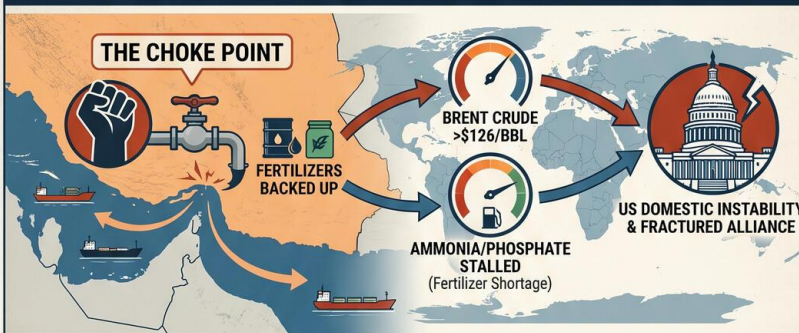 THE CHOKE POINT
FERTILIZERS
BACKED UP
BRENT CRUDE
>$126/BBL
AMMONIA/PHOSPHATE
STALLED
(Fertilizer Shortage)
US DOMESTIC INSTABILITY
& FRACTURED ALLIANCE